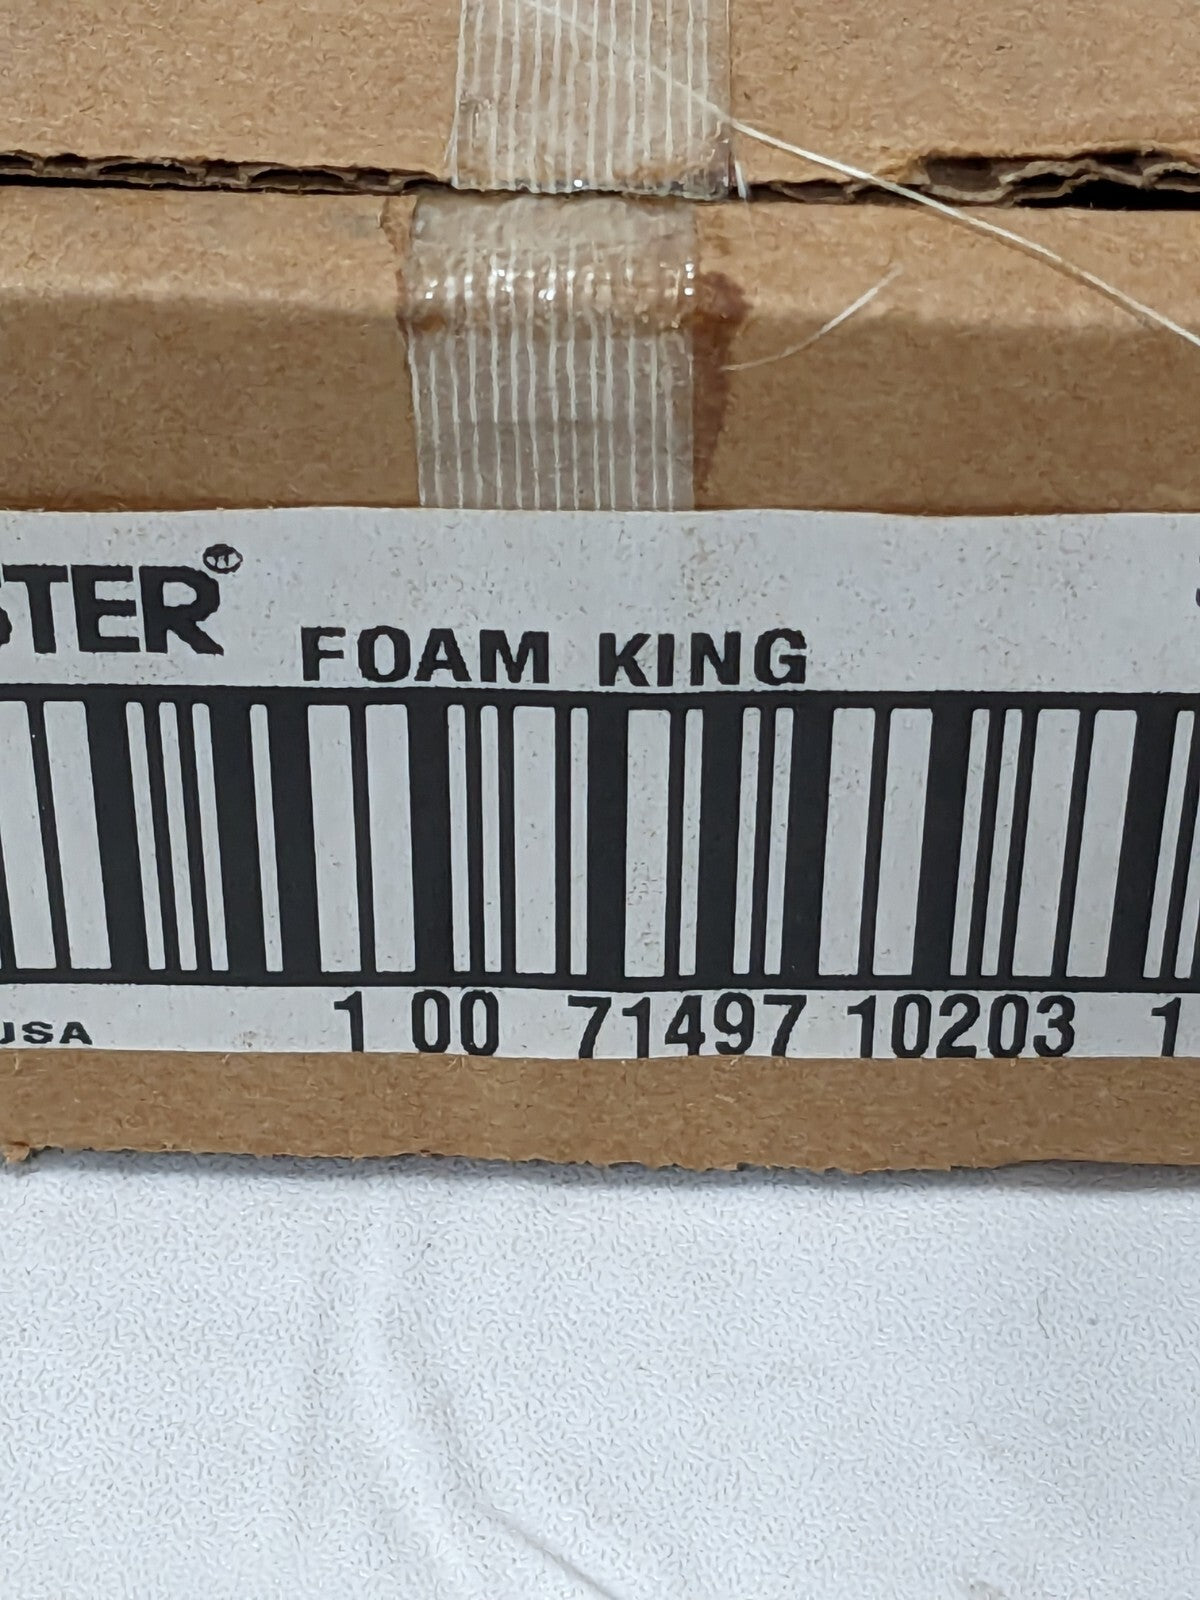 STER®
FOAM KING
USA
1 00 71497 10203 1